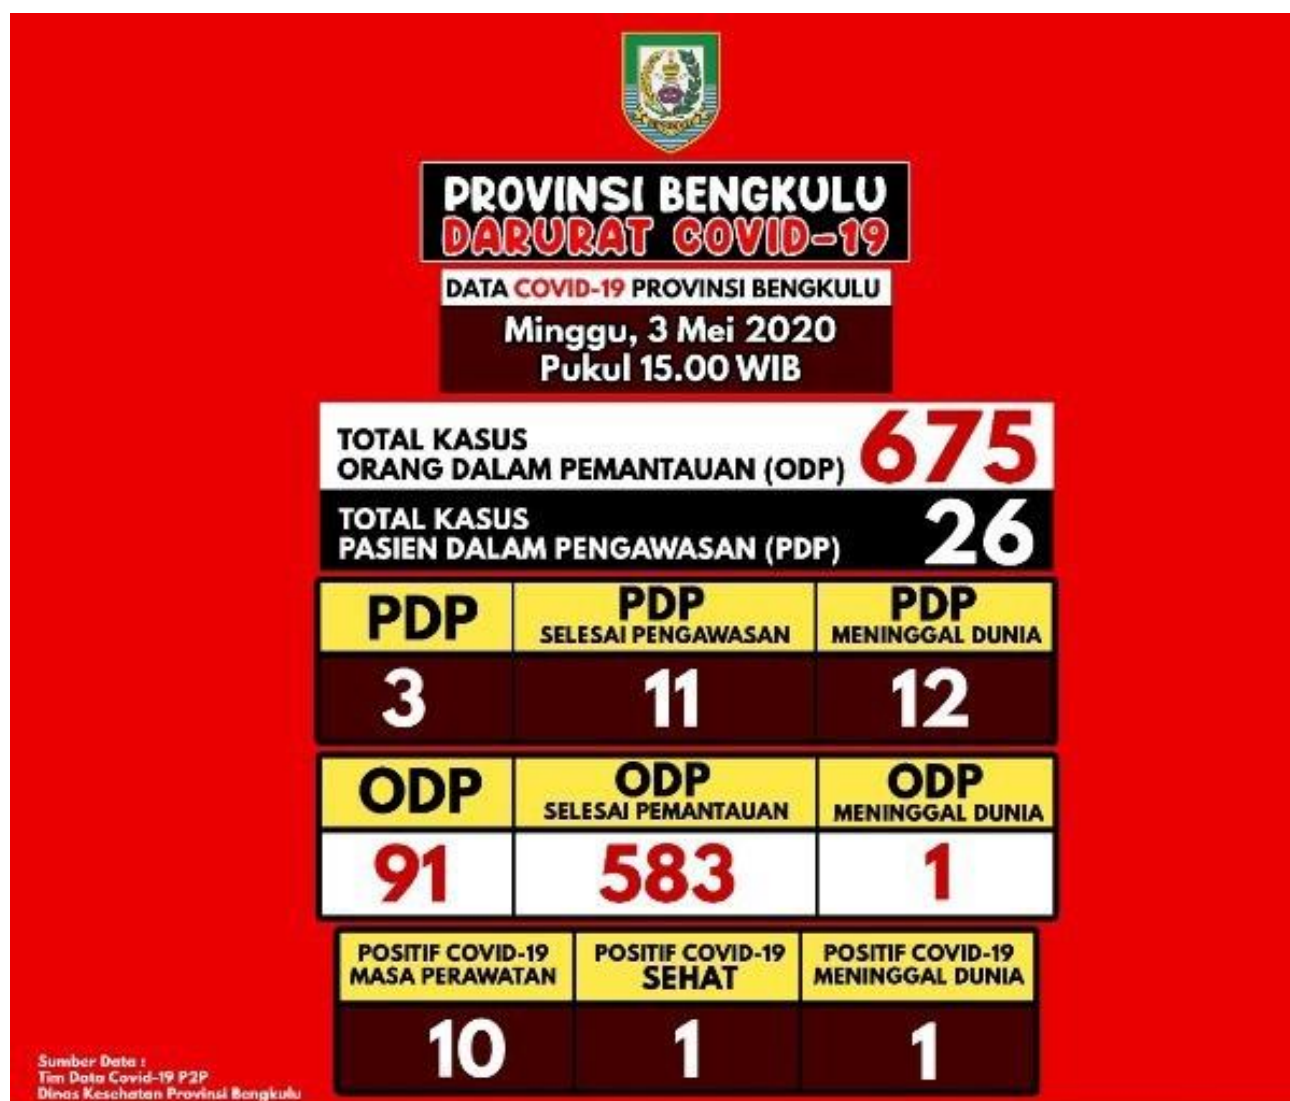 PROVINSI BENGKULU
DARURAT COVID-19
DATA COVID-19 PROVINSI BENGKULU
Minggu, 3 Mei 2020
Pukul 15.00 WIB
TOTAL KASUS
ORANG DALAM PEMANTAUAN (ODP) 675
TOTAL KASUS
PASIEN DALAM PENGAWASAN (PDP) 26
PDP
PDP
SELESAI PENGAWASAN
PDP
MENINGGAL DUNIA
3 11 12
ODP
ODP
SELESAI PEMANTAUAN
ODP
MENINGGAL DUNIA
91 583 1
POSITIF COVID-19
MASA PERAWATAN
POSITIF COVID-19
SEHAT
POSITIF COVID-19
MENINGGAL DUNIA
10 1 1
Sumber Data :
Tim Data Covid-19 P2P
Dinas Kesehatan Provinsi Bengkulu